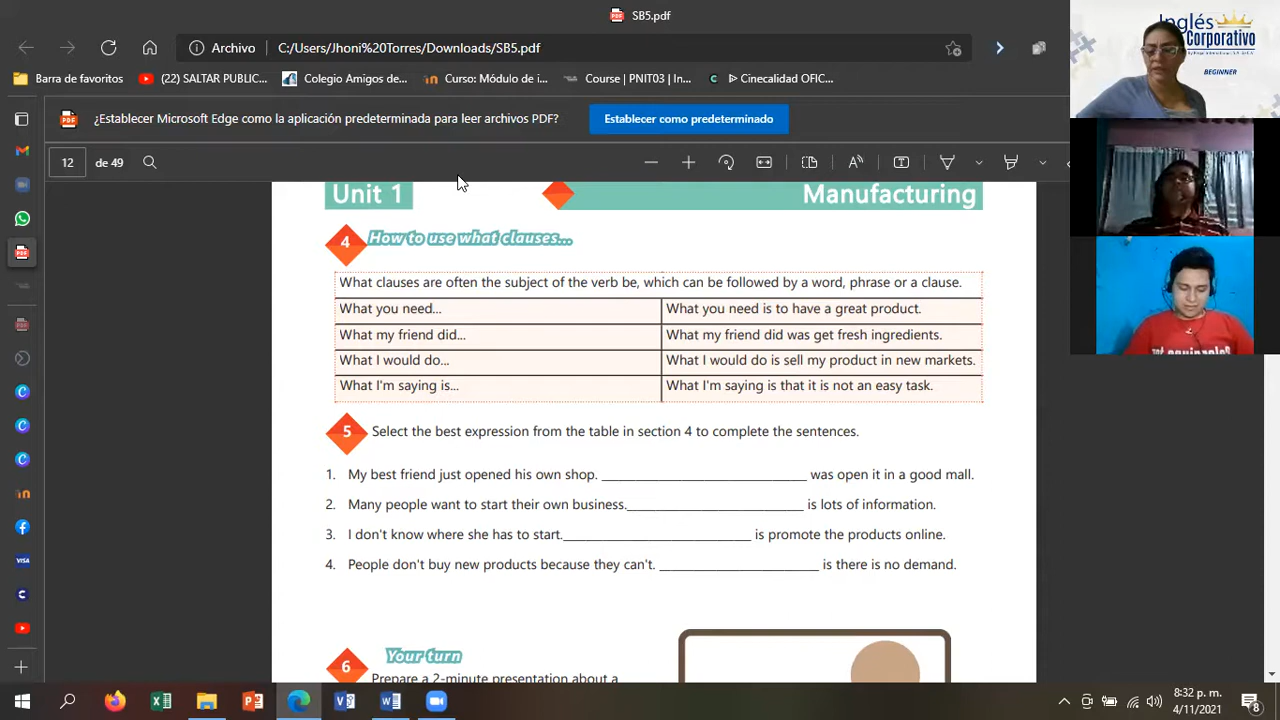 SB5.pdf
Archivo
C:/Users/Jhoni%20Torres/Downloads/SB5.pdf
Barra de favoritos
(22) SALTAR PUBLIC...
Colegio Amigos de...
Curso: Módulo de i...
Course | PNIT03 | In...
ᐅ Cinecalidad OFIC...
¿Establecer Microsoft Edge como la aplicación predeterminada para leer archivos PDF?
Establecer como predeterminado
12 de 49
Unit 1
Manufacturing
4 How to use what clauses...
What clauses are often the subject of the verb be, which can be followed by a word, phrase or a clause.
What you need... What you need is to have a great product.
What my friend did... What my friend did was get fresh ingredients.
What I would do... What I would do is sell my product in new markets.
What I'm saying is... What I'm saying is that it is not an easy task.
5 Select the best expression from the table in section 4 to complete the sentences.
1. My best friend just opened his own shop. ____________________ was open it in a good mall.
2. Many people want to start their own business.____________________ is lots of information.
3. I don't know where she has to start.____________________ is promote the products online.
4. People don't buy new products because they can't. ____________________ is there is no demand.
6 Your turn
Prepare a 2-minute presentation about a
Inglés
Corporativo
BEGINNER
8:32 p. m.
4/11/2021
8